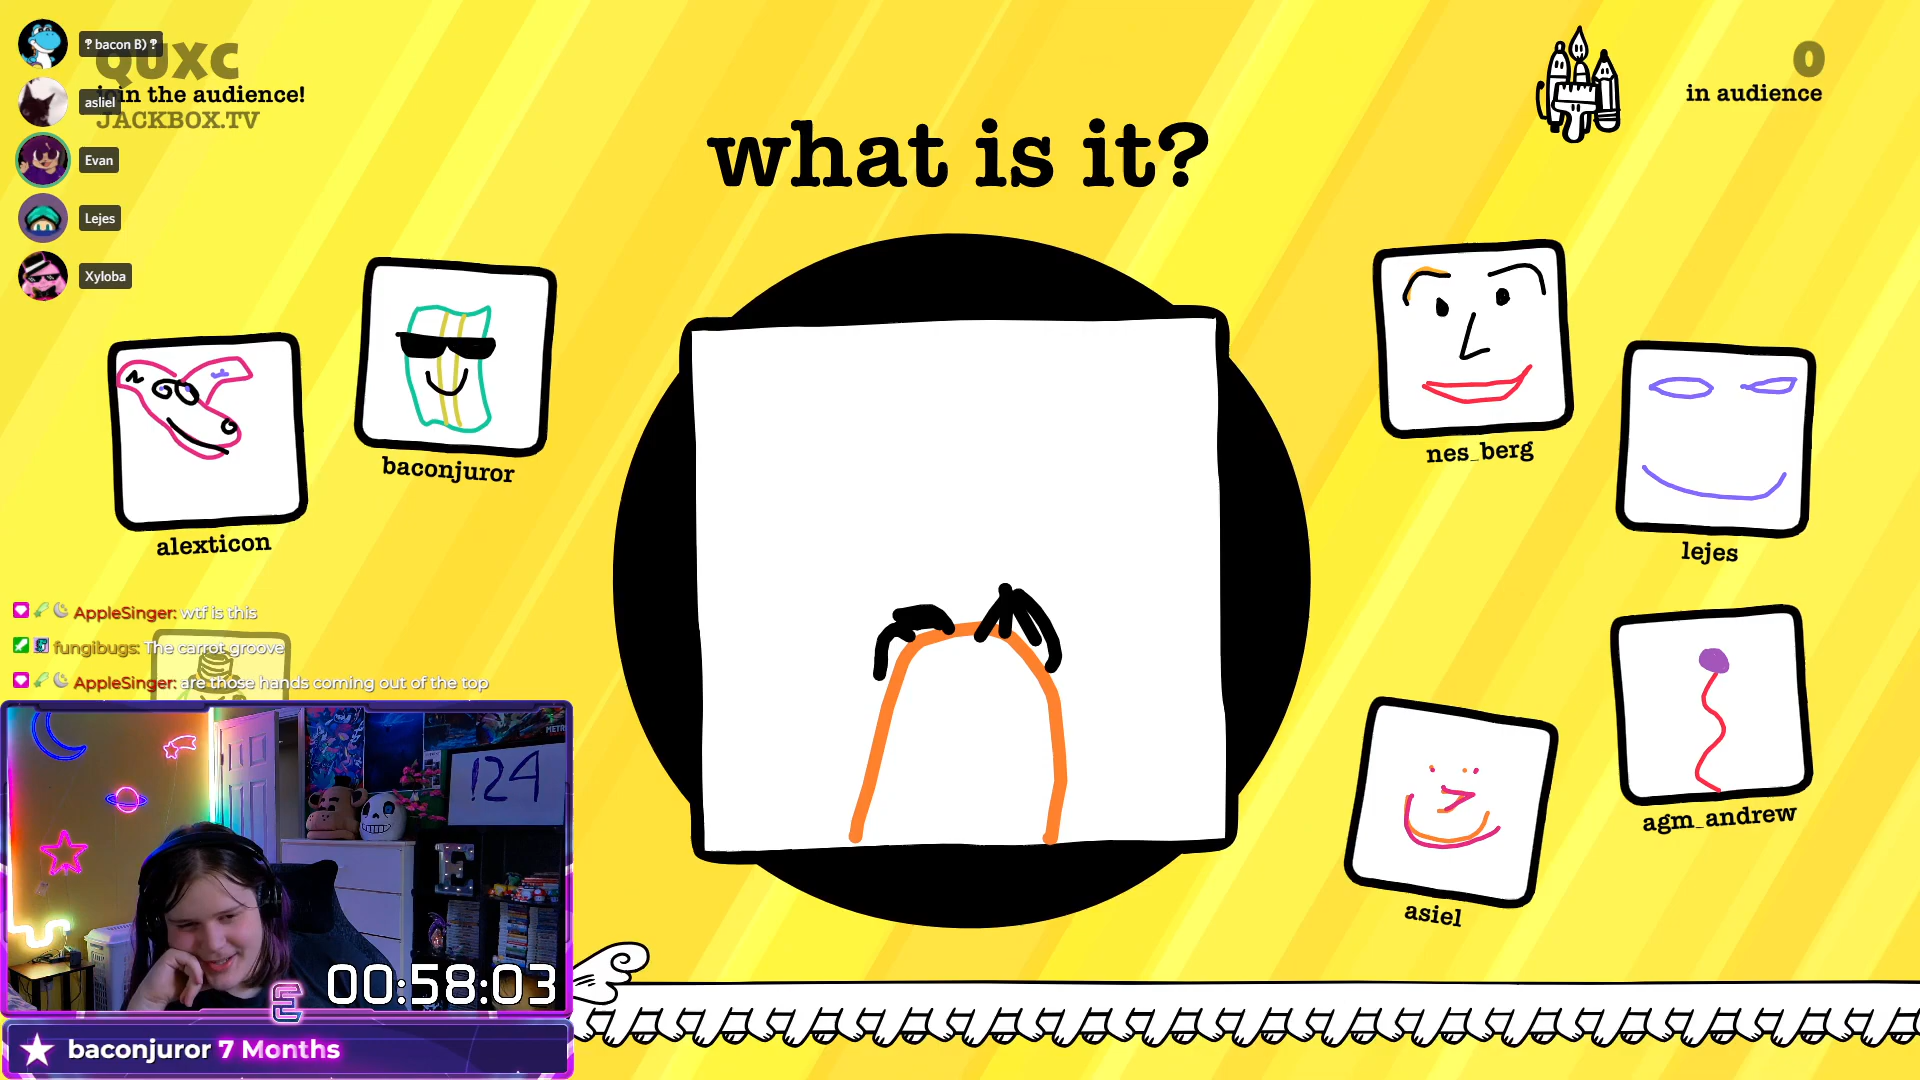 ? bacon B) ?
QUXC
join the audience!
JACKBOX.TV
asliel
Evan
Lejes
Xyloba
0
in audience
what is it?
alexticon
baconjuror
nes_berg
lejes
agm_andrew
asiel
AppleSinger: wtf is this
fungibugs: The carrot groove
AppleSinger: are those hands coming out of the top
METR
!24
E
00:58:03
baconjuror 7 Months